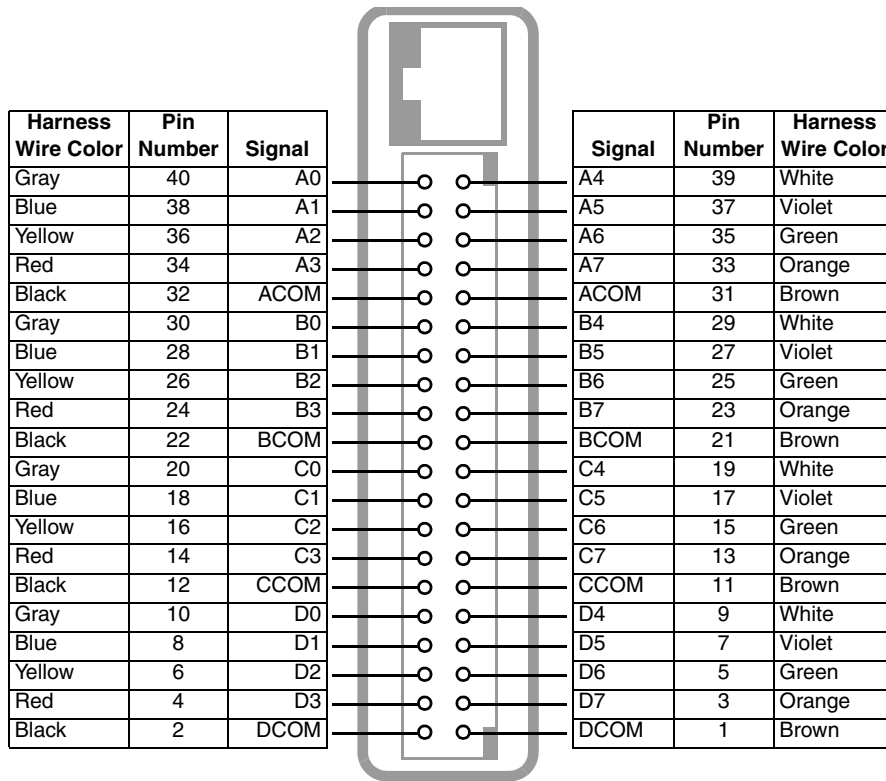 Harness Wire Color Pin Number Signal Signal Pin Number Harness Wire Color
Gray 40 A0 A4 39 White
Blue 38 A1 A5 37 Violet
Yellow 36 A2 A6 35 Green
Red 34 A3 A7 33 Orange
Black 32 ACOM ACOM 31 Brown
Gray 30 B0 B4 29 White
Blue 28 B1 B5 27 Violet
Yellow 26 B2 B6 25 Green
Red 24 B3 B7 23 Orange
Black 22 BCOM BCOM 21 Brown
Gray 20 C0 C4 19 White
Blue 18 C1 C5 17 Violet
Yellow 16 C2 C6 15 Green
Red 14 C3 C7 13 Orange
Black 12 CCOM CCOM 11 Brown
Gray 10 D0 D4 9 White
Blue 8 D1 D5 7 Violet
Yellow 6 D2 D6 5 Green
Red 4 D3 D7 3 Orange
Black 2 DCOM DCOM 1 Brown